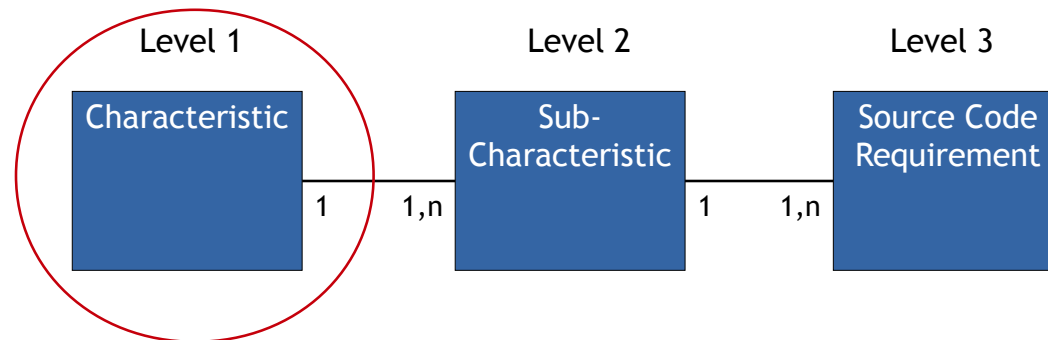 Level 1
Level 2
Level 3
Characteristic
Sub-
Characteristic
Source Code
Requirement
1
1,n
1
1,n